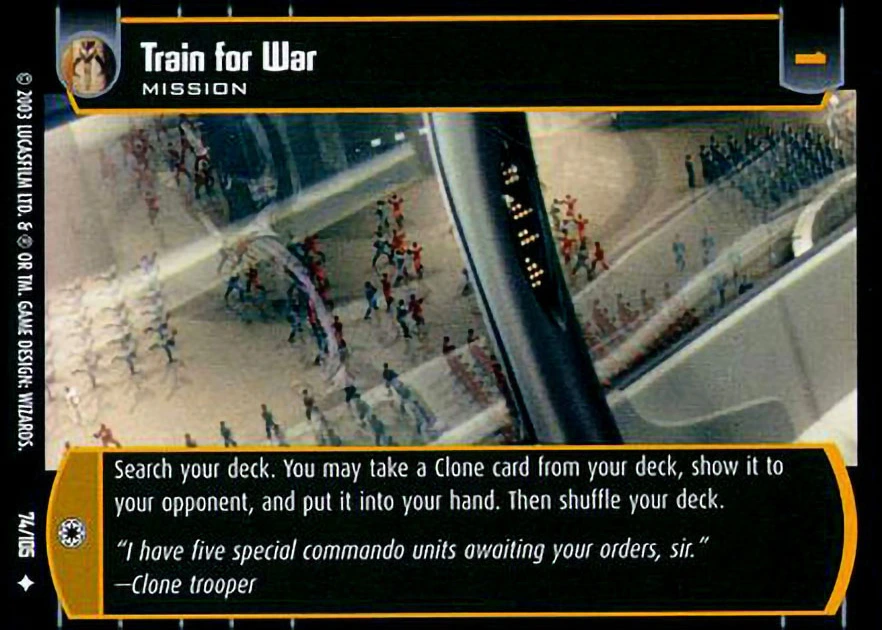 Train for War
MISSION
1
© 2003 LUCASFILM LTD. & ® OR TM. GAME DESIGN: WIZARDS.
74/105
Search your deck. You may take a Clone card from your deck, show it to
your opponent, and put it into your hand. Then shuffle your deck.
“I have five special commando units awaiting your orders, sir.”
—Clone trooper